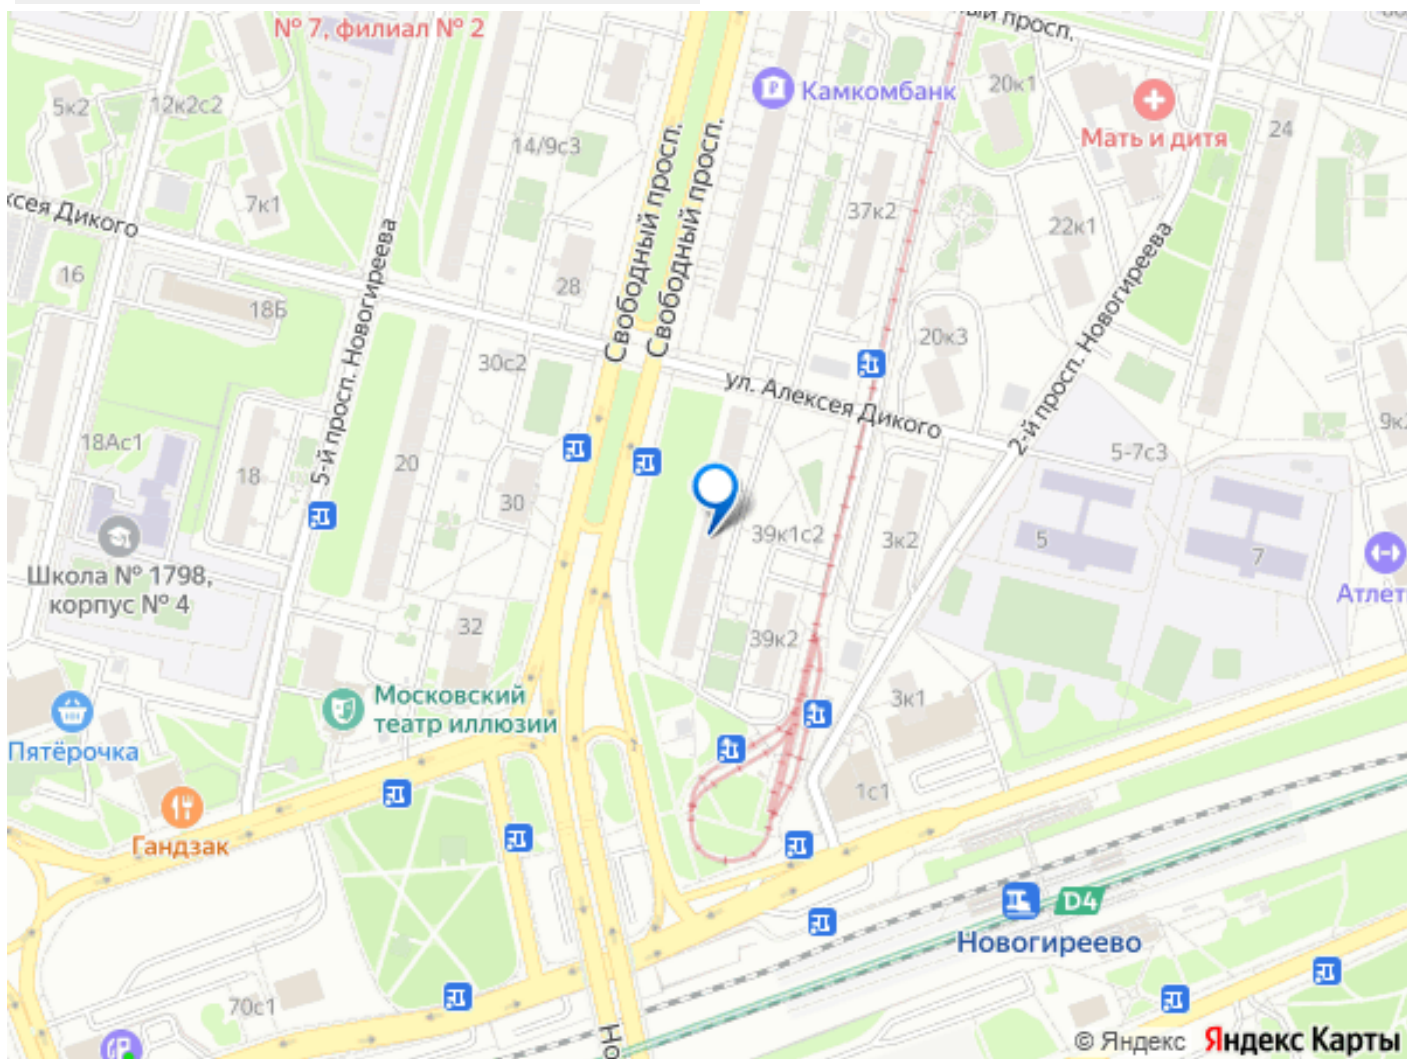 № 7, филиал № 2
ный просп.
Камкомбанк
20к1
Мать и дитя
24
5к2
12к2с2
14/9с3
7к1
37к2
22к1
ксея Дикого
Свободный просп.
Свободный просп.
16
18Б
28
5-й просп. Новогиреева
2-й просп. Новогиреева
30с2
20к3
ул. Алексея Дикого
9к
18Ас1
18
20
30
5-7с3
39к1с2
3к2
5
7
Школа № 1798,
корпус № 4
Атлет
32
39к2
Московский
театр иллюзии
3к1
Пятёрочка
1с1
Гандзак
D4
Новогиреево
70с1
Но
© Яндекс Яндекс Карты